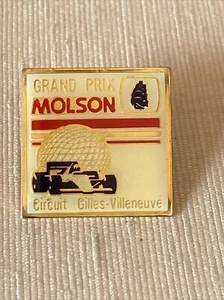 GRAND PRIX
MOLSON
Circuit Gilles-Villeneuve